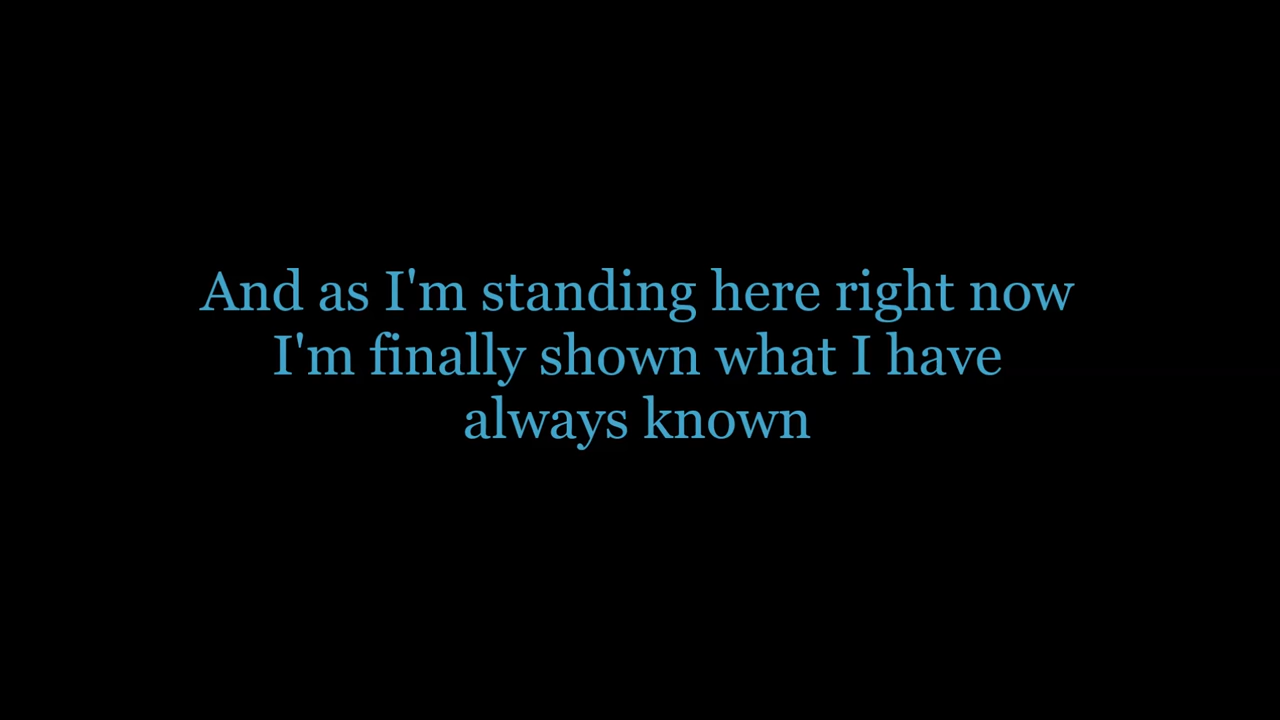 And as I'm standing here right now
I'm finally shown what I have
always known